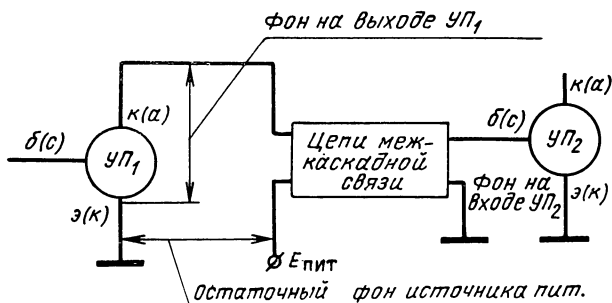 фон на выходе УП₁
к(а)
б(с)
УП₁
э(к)
Цепи меж-
каскадной
связи
к(а)
б(с)
УП₂
э(к)
фон на
входе УП₂
Eпит
Остаточный фон источника пит.